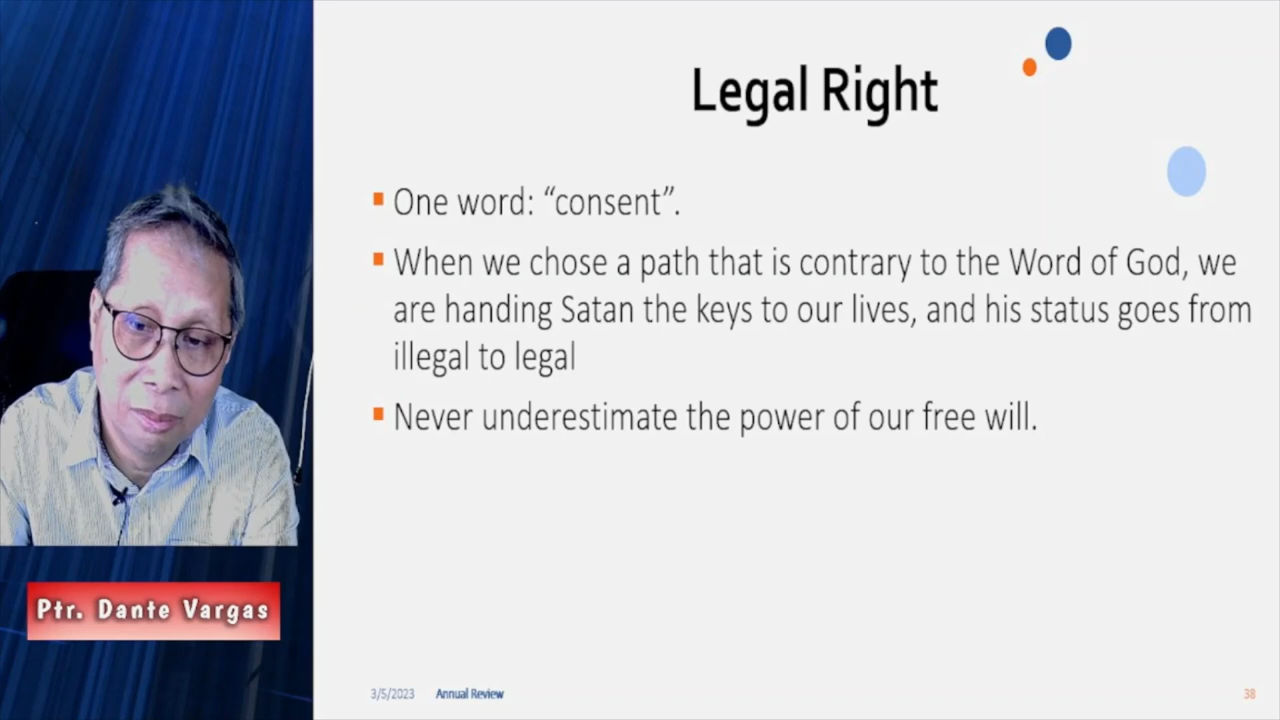 Legal Right
One word: “consent”.
When we chose a path that is contrary to the Word of God, we
are handing Satan the keys to our lives, and his status goes from
illegal to legal
Never underestimate the power of our free will.
Ptr. Dante Vargas
3/5/2023 Annual Review 38